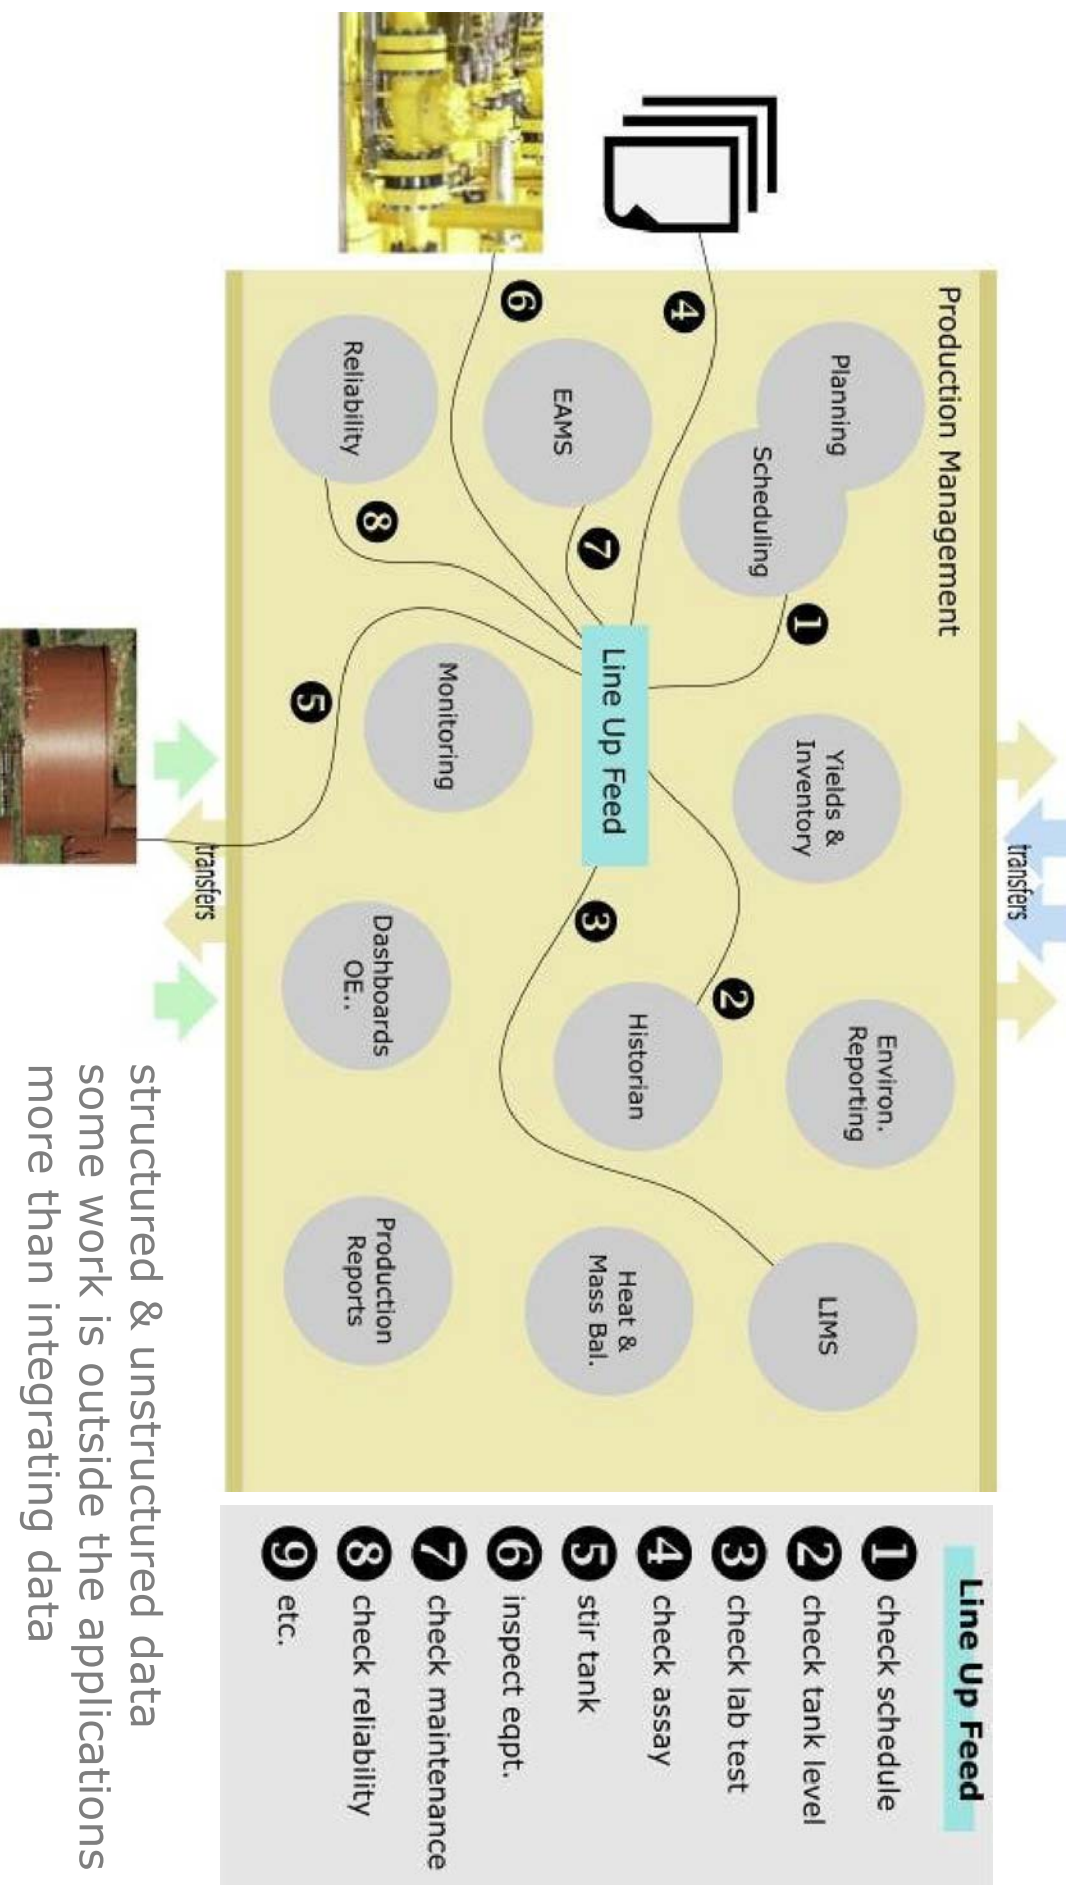 Production Management
Planning
Scheduling
Yields &
Inventory
Environ.
Reporting
LIMS
EAMS
Line Up Feed
Historian
Heat &
Mass Bal.
Reliability
Monitoring
Dashboards
OE..
Production
Reports
transfers
transfers
1
2
3
4
5
6
7
8
Line Up Feed
1 check schedule
2 check tank level
3 check lab test
4 check assay
5 stir tank
6 inspect eqpt.
7 check maintenance
8 check reliability
9 etc.
structured & unstructured data
some work is outside the applications
more than integrating data